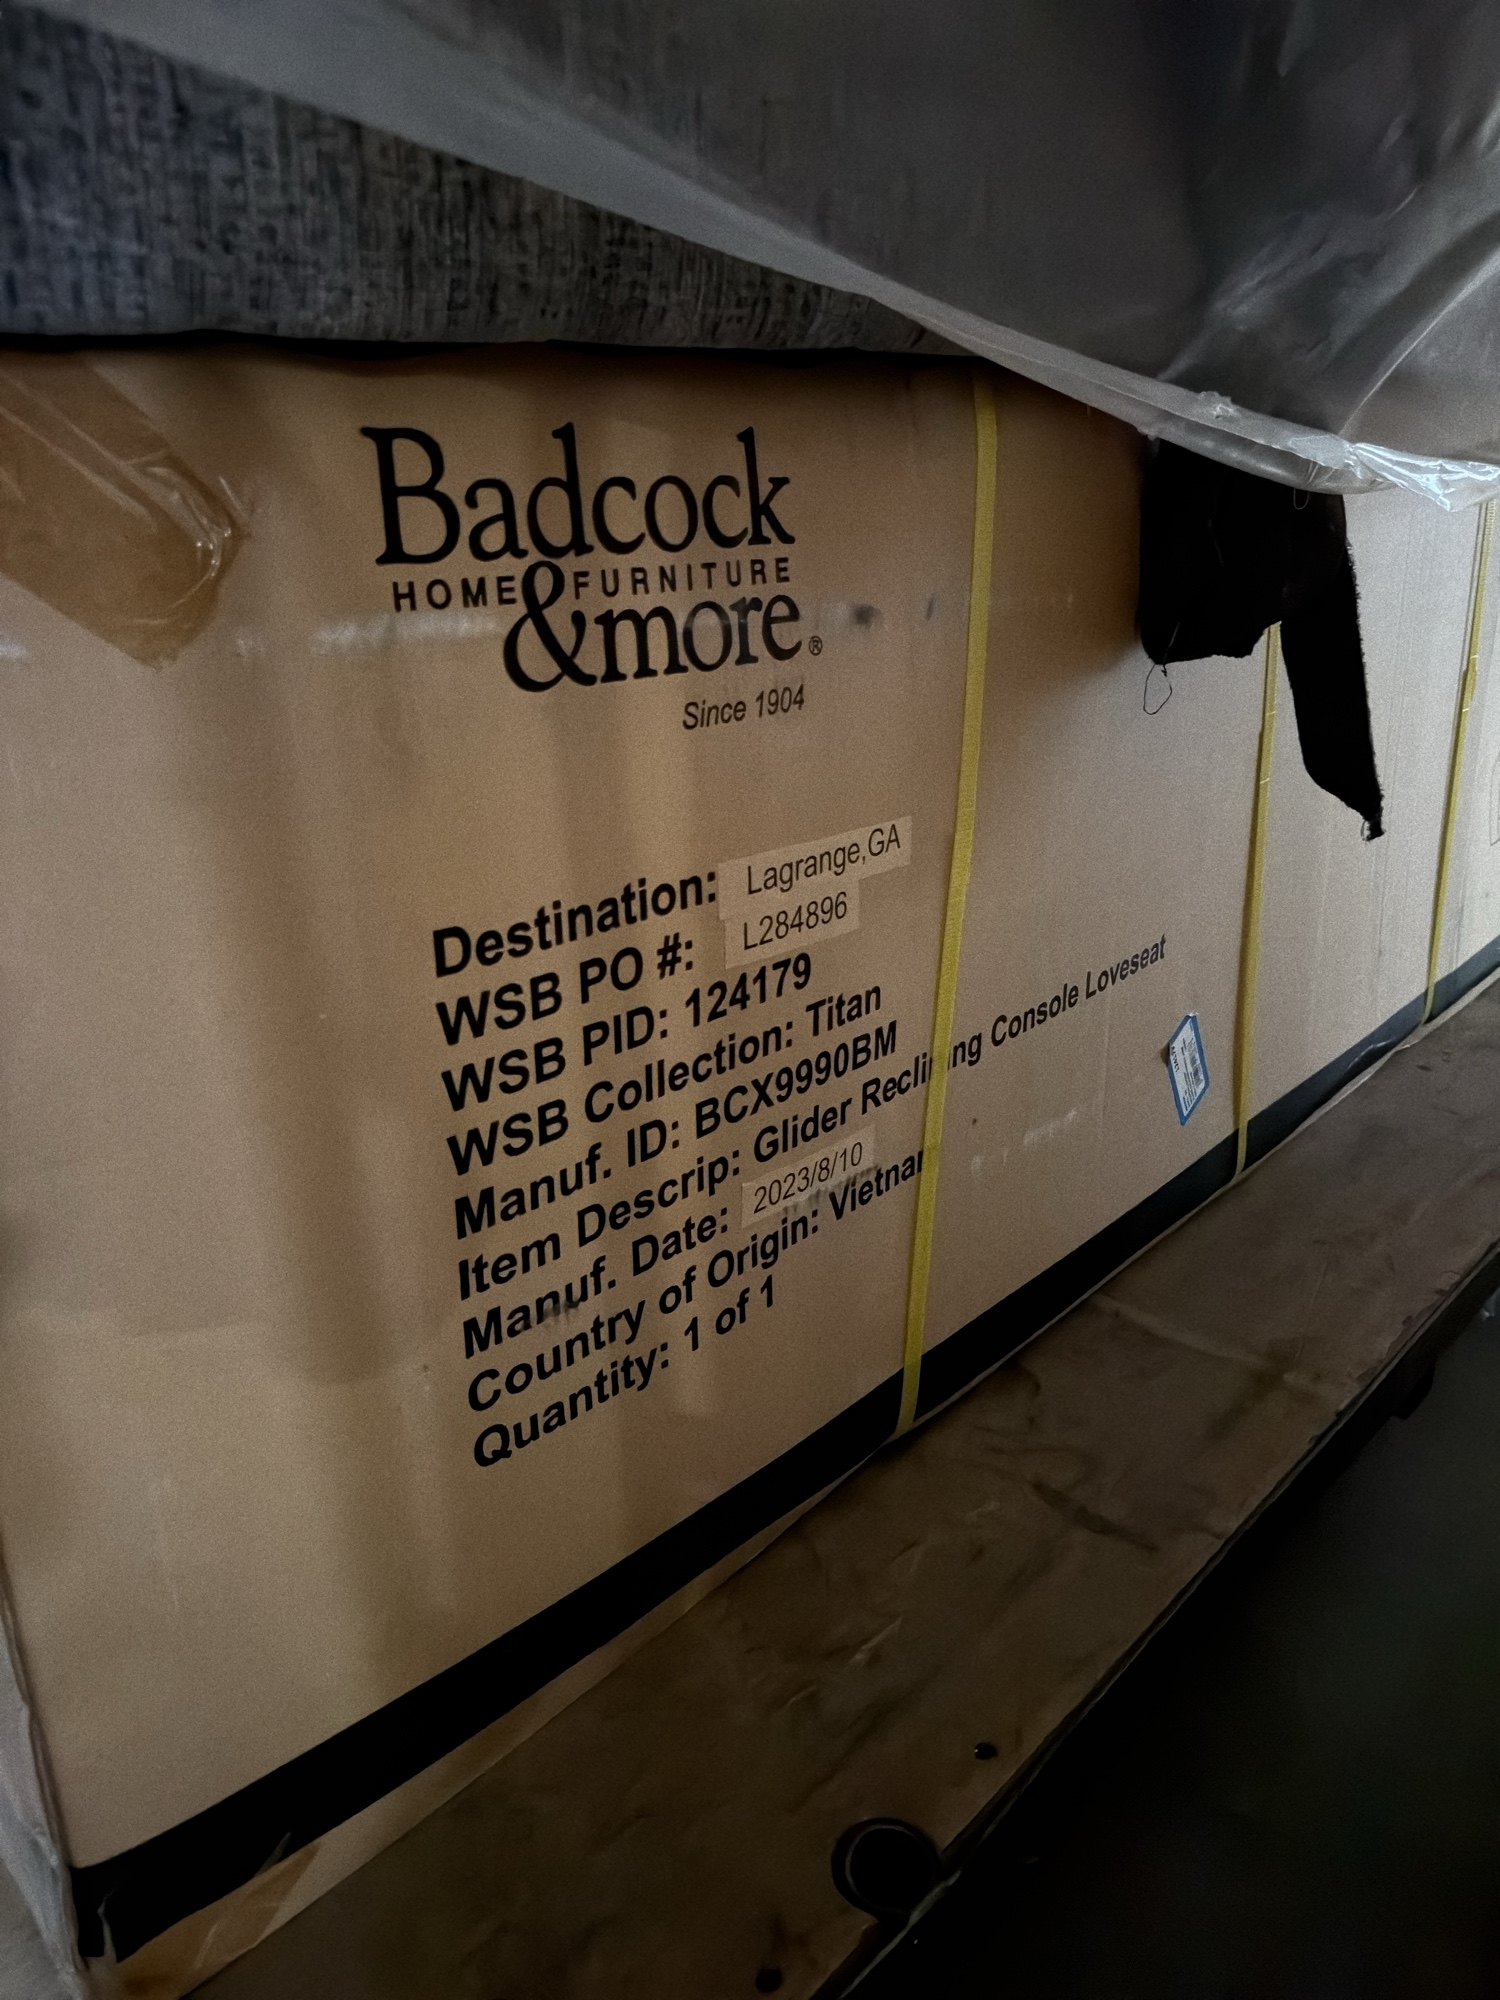 Badcock
HOME FURNITURE
&more®
Since 1904
Destination: Lagrange,GA
WSB PO #: L284896
WSB PID: 124179
WSB Collection: Titan
Manuf. ID: BCX9990BM
Item Descrip: Glider Reclining Console Loveseat
Manuf. Date: 2023/8/10
Country of Origin: Vietnam
Quantity: 1 of 1